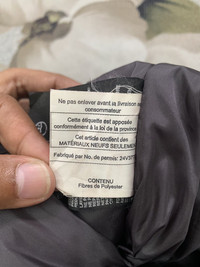 Ne pas enlever avant la livraison au
consommateur
Cette étiquette est apposée
conformément à la loi de la province
Cet article contient des
MATÉRIAUX NEUFS SEULEMENT
Fabriqué par No. de permis:
CONTENU
Fibres de Polyester